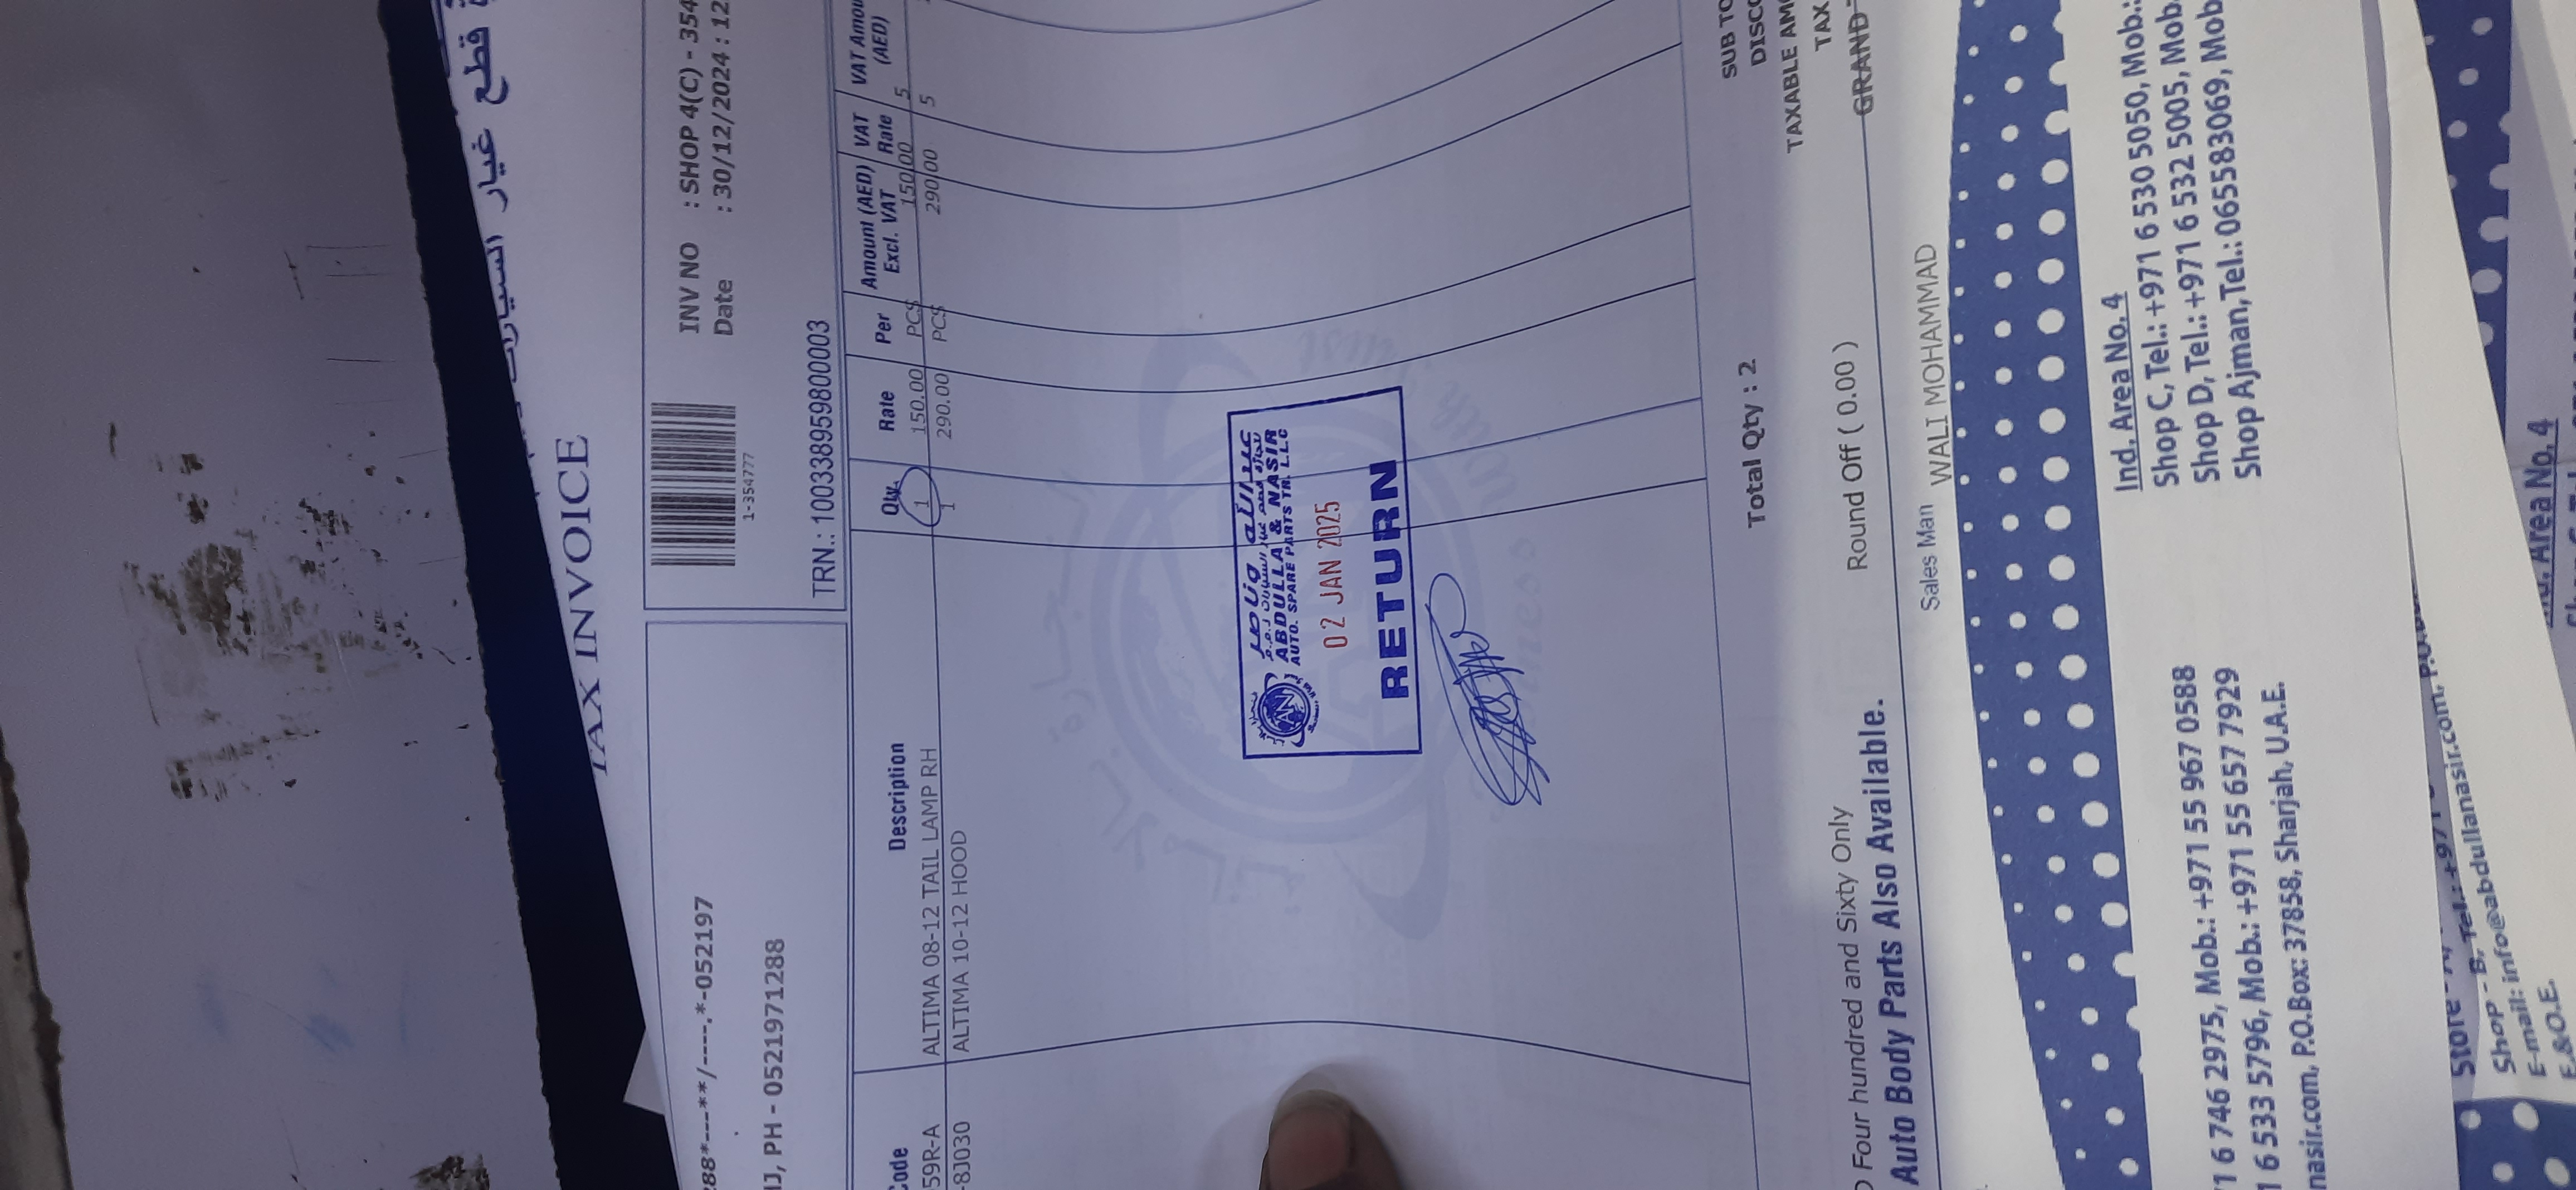 قطع غيار السيارات
TAX INVOICE
1-354777
INV NO : SHOP 4(C) - 354
Date : 30/12/2024 : 12
288*----**/----.*-052197
IJ, PH - 0521971288
TRN.: 100338959800003
Code Description Qty. Rate Per Amount (AED) Excl. VAT VAT Rate VAT Amou (AED)
59R-A ALTIMA 08-12 TAIL LAMP RH 1 150.00 PCS 150.00 5
-8J030 ALTIMA 10-12 HOOD 1 290.00 PCS 290.00 5
عبدالله وناصر
ABDULLA & NASIR
AUTO. SPARE PARTS TR. L.L.C
02 JAN 2025
RETURN
Total Qty : 2
SUB TO
DISCO
TAXABLE AMO
TAX
GRAND
Four hundred and Sixty Only
Round Off ( 0.00 )
Auto Body Parts Also Available.
Sales Man WALI MOHAMMAD
Ind. Area No. 4
Shop C, Tel.: +971 6 530 5050, Mob.:
Shop D, Tel.: +971 6 532 5005, Mob.
Shop Ajman, Tel.: 065583069, Mob
1 6 746 2975, Mob.: +971 55 967 0588
1 6 533 5796, Mob.: +971 55 657 7929
nasir.com, P.O.Box: 37858, Sharjah, U.A.E.
Area No. 4
Shop - B, Tel.: +971
E-mail: info@abdullanasir.com, P.O.
E.&O.E.